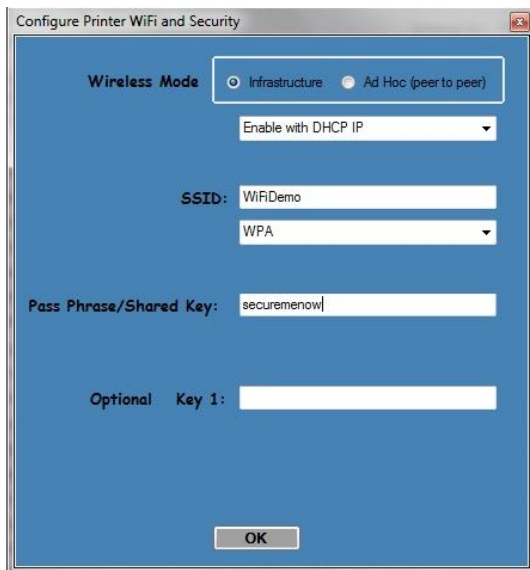 Configure Printer WiFi and Security
Wireless Mode Infrastructure Ad Hoc (peer to peer)
Enable with DHCP IP
SSID: WiFiDemo
WPA
Pass Phrase/Shared Key: securemenow
Optional Key 1:
OK